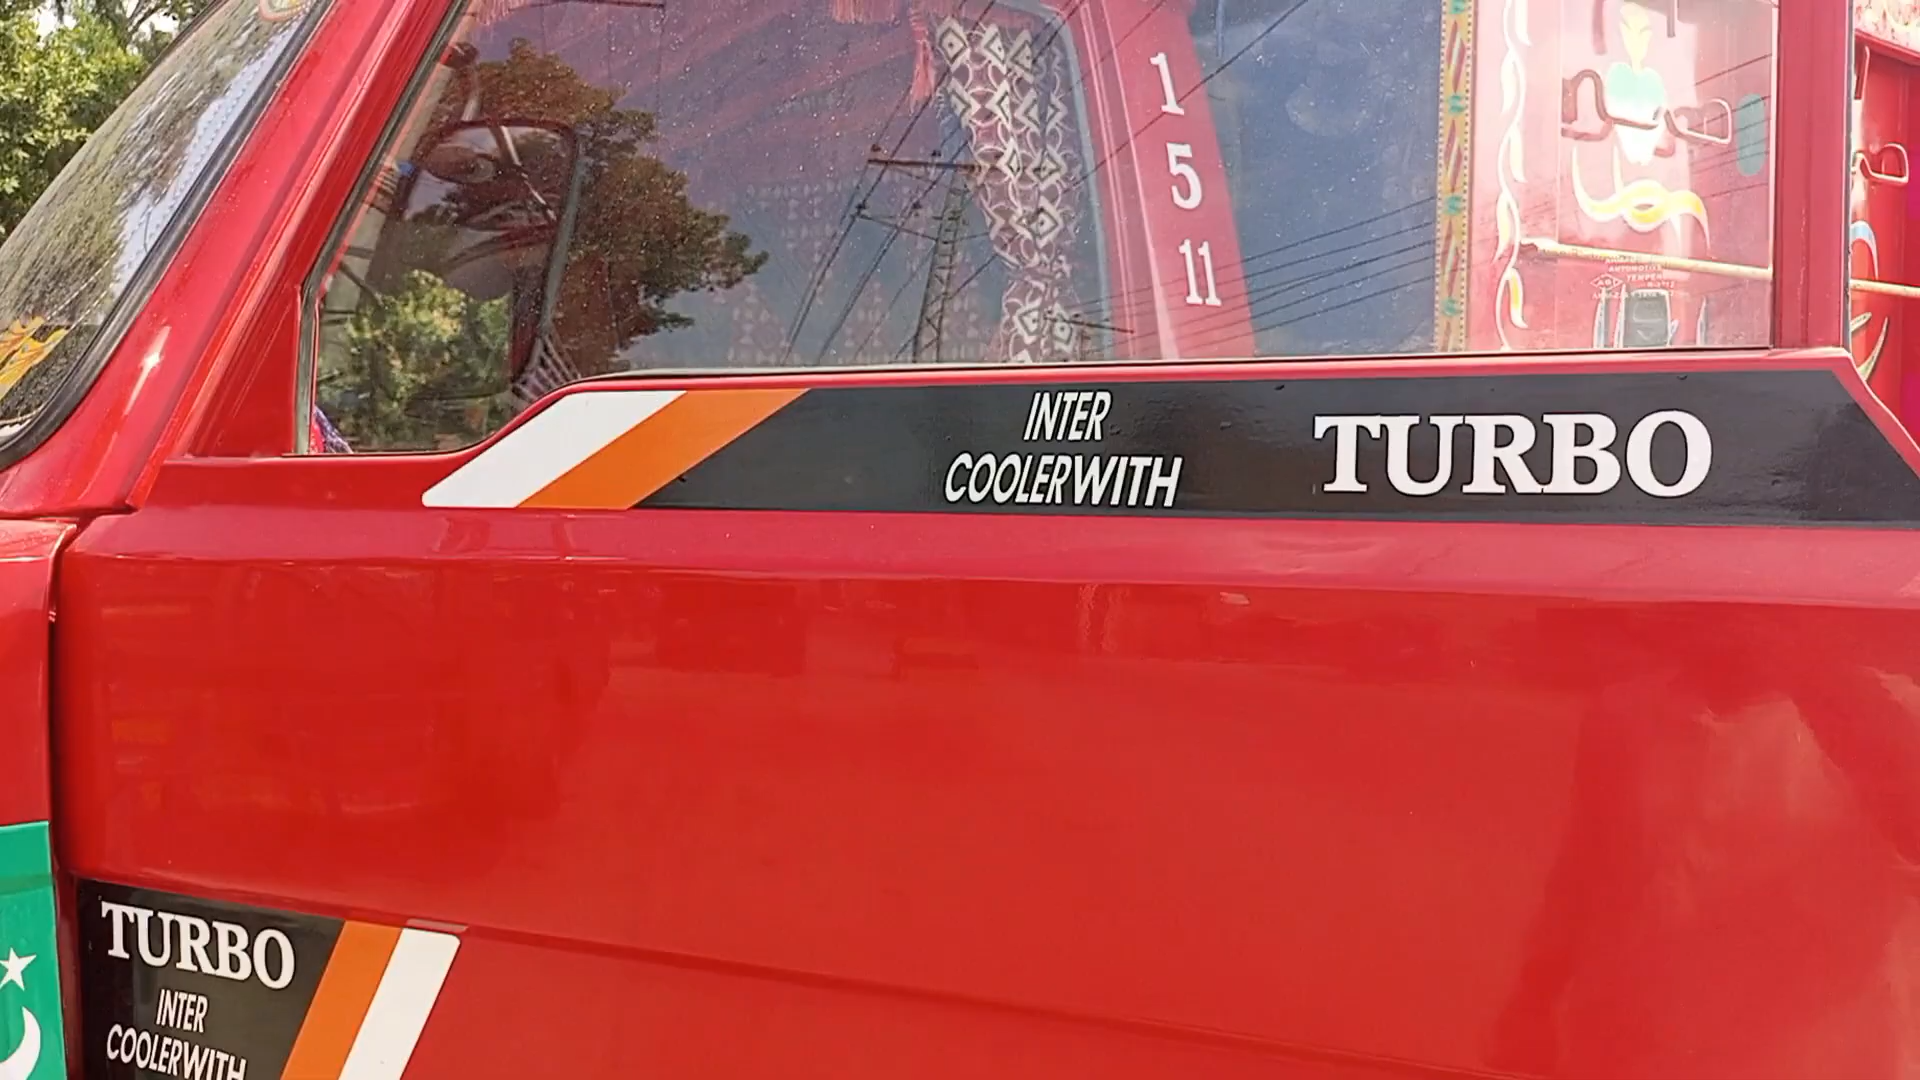 1
5
11
INTER
COOLERWITH
TURBO
TURBO
INTER
COOLERWITH